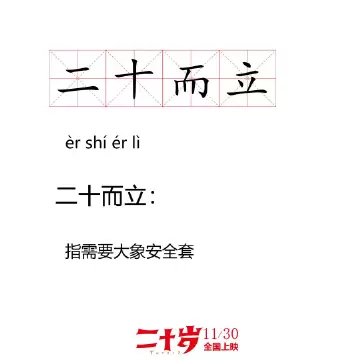 二十而立
èr shí ér lì
二十而立:
指需要大象安全套
二十岁 11/30
全国上映